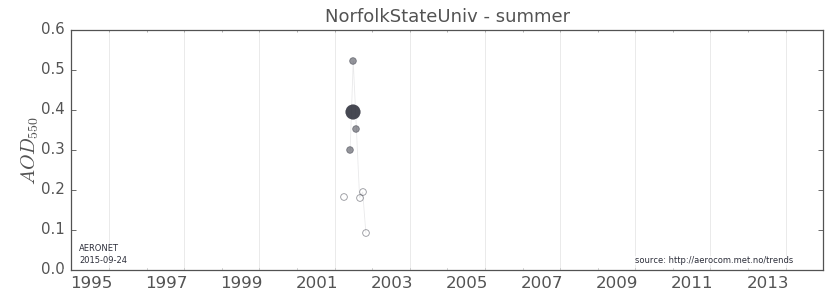 NorfolkStateUniv - summer
0.6
0.5
0.4
0.3
0.2
0.1
0.0
AOD550
AERONET
2015-09-24
source: http://aerocom.met.no/trends
1995 1997 1999 2001 2003 2005 2007 2009 2011 2013